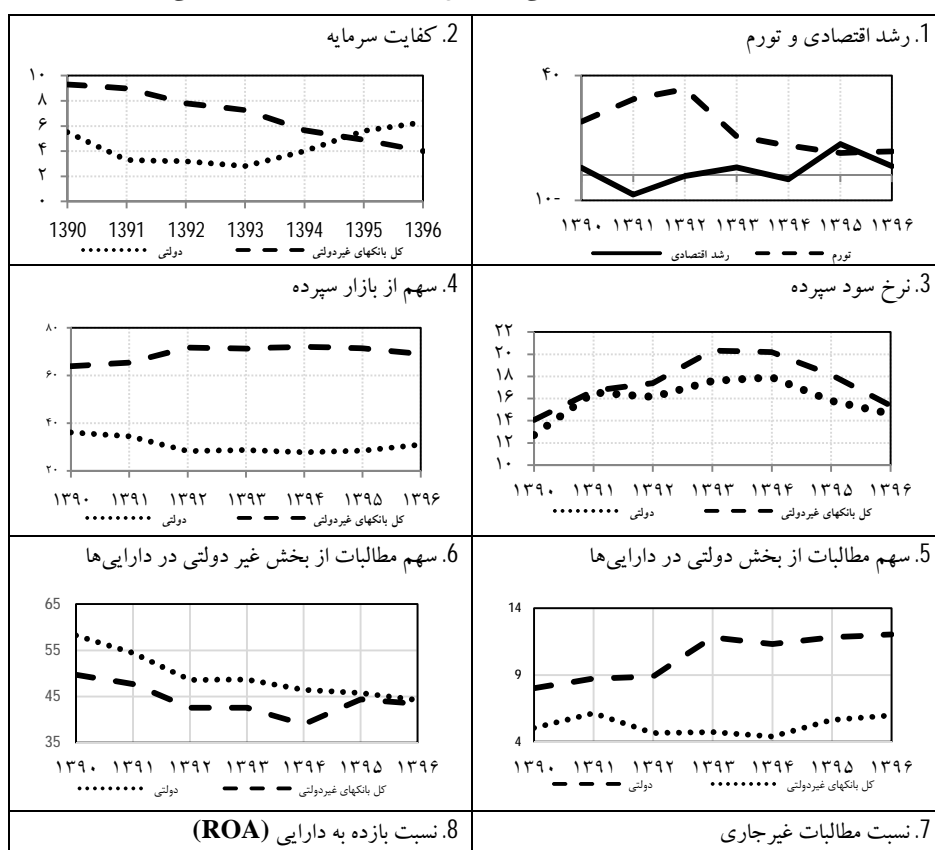 1. رشد اقتصادی و تورم
۴۰
۱۰-
۱۳۹۰ ۱۳۹۱ ۱۳۹۲ ۱۳۹۳ ۱۳۹۴ ۱۳۹۵ ۱۳۹۶
تورم
رشد اقتصادی
2. کفایت سرمایه
۱۰
۸
۶
۴
۲
۰
1390 1391 1392 1393 1394 1395 1396
کل بانکهای غیردولتی
دولتی
3. نرخ سود سپرده
۲۲
۲۰
۱۸
۱۶
۱۴
۱۲
۱۰
۱۳۹۰ ۱۳۹۱ ۱۳۹۲ ۱۳۹۳ ۱۳۹۴ ۱۳۹۵ ۱۳۹۶
کل بانکهای غیردولتی
دولتی
4. سهم از بازار سپرده
۸۰
۶۰
۴۰
۲۰
۱۳۹۰ ۱۳۹۱ ۱۳۹۲ ۱۳۹۳ ۱۳۹۴ ۱۳۹۵ ۱۳۹۶
کل بانکهای غیردولتی
دولتی
5. سهم مطالبات از بخش دولتی در دارایی‌ها
14
9
4
۱۳۹۰ ۱۳۹۱ ۱۳۹۲ ۱۳۹۳ ۱۳۹۴ ۱۳۹۵ ۱۳۹۶
کل بانکهای غیردولتی
دولتی
6. سهم مطالبات از بخش غیر دولتی در دارایی‌ها
65
55
45
35
۱۳۹۰ ۱۳۹۱ ۱۳۹۲ ۱۳۹۳ ۱۳۹۴ ۱۳۹۵ ۱۳۹۶
کل بانکهای غیردولتی
دولتی
7. نسبت مطالبات غیرجاری
8. نسبت بازده به دارایی (ROA)